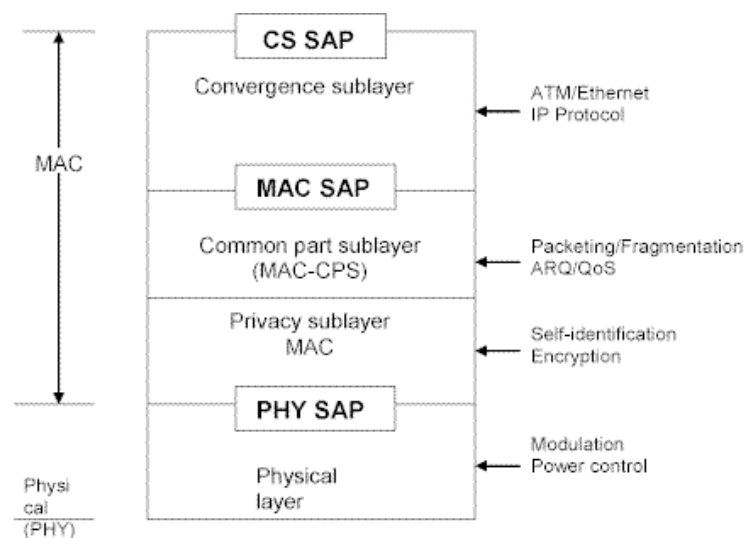 CS SAP
Convergence sublayer
ATM/Ethernet
IP Protocol
MAC
MAC SAP
Common part sublayer
(MAC-CPS)
Packeting/Fragmentation
ARQ/QoS
Privacy sublayer
MAC
Self-identification
Encryption
PHY SAP
Modulation
Power control
Physical
layer
Physi
cal
(PHY)